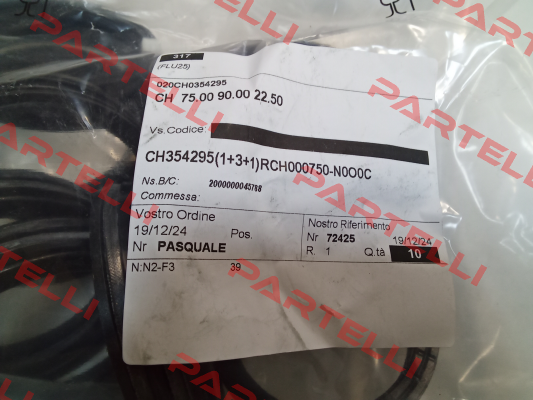 317
(FLU25)
020CH0354295
CH 75.00 90.00 22.50
Vs.Codice:
CH354295(1+3+1)RCH000750-N0O0C
Ns.B/C: 2000000045788
Commessa:
Vostro Ordine
19/12/24 Pos.
Nr PASQUALE
Nostro Riferimento
Nr 72425 19/12/24
R. 1 Q.tà 10
N:N2-F3 39
PARTELLI
PARTELLI
PARTELLI
PARTELLI
PARTELLI
PARTELLI